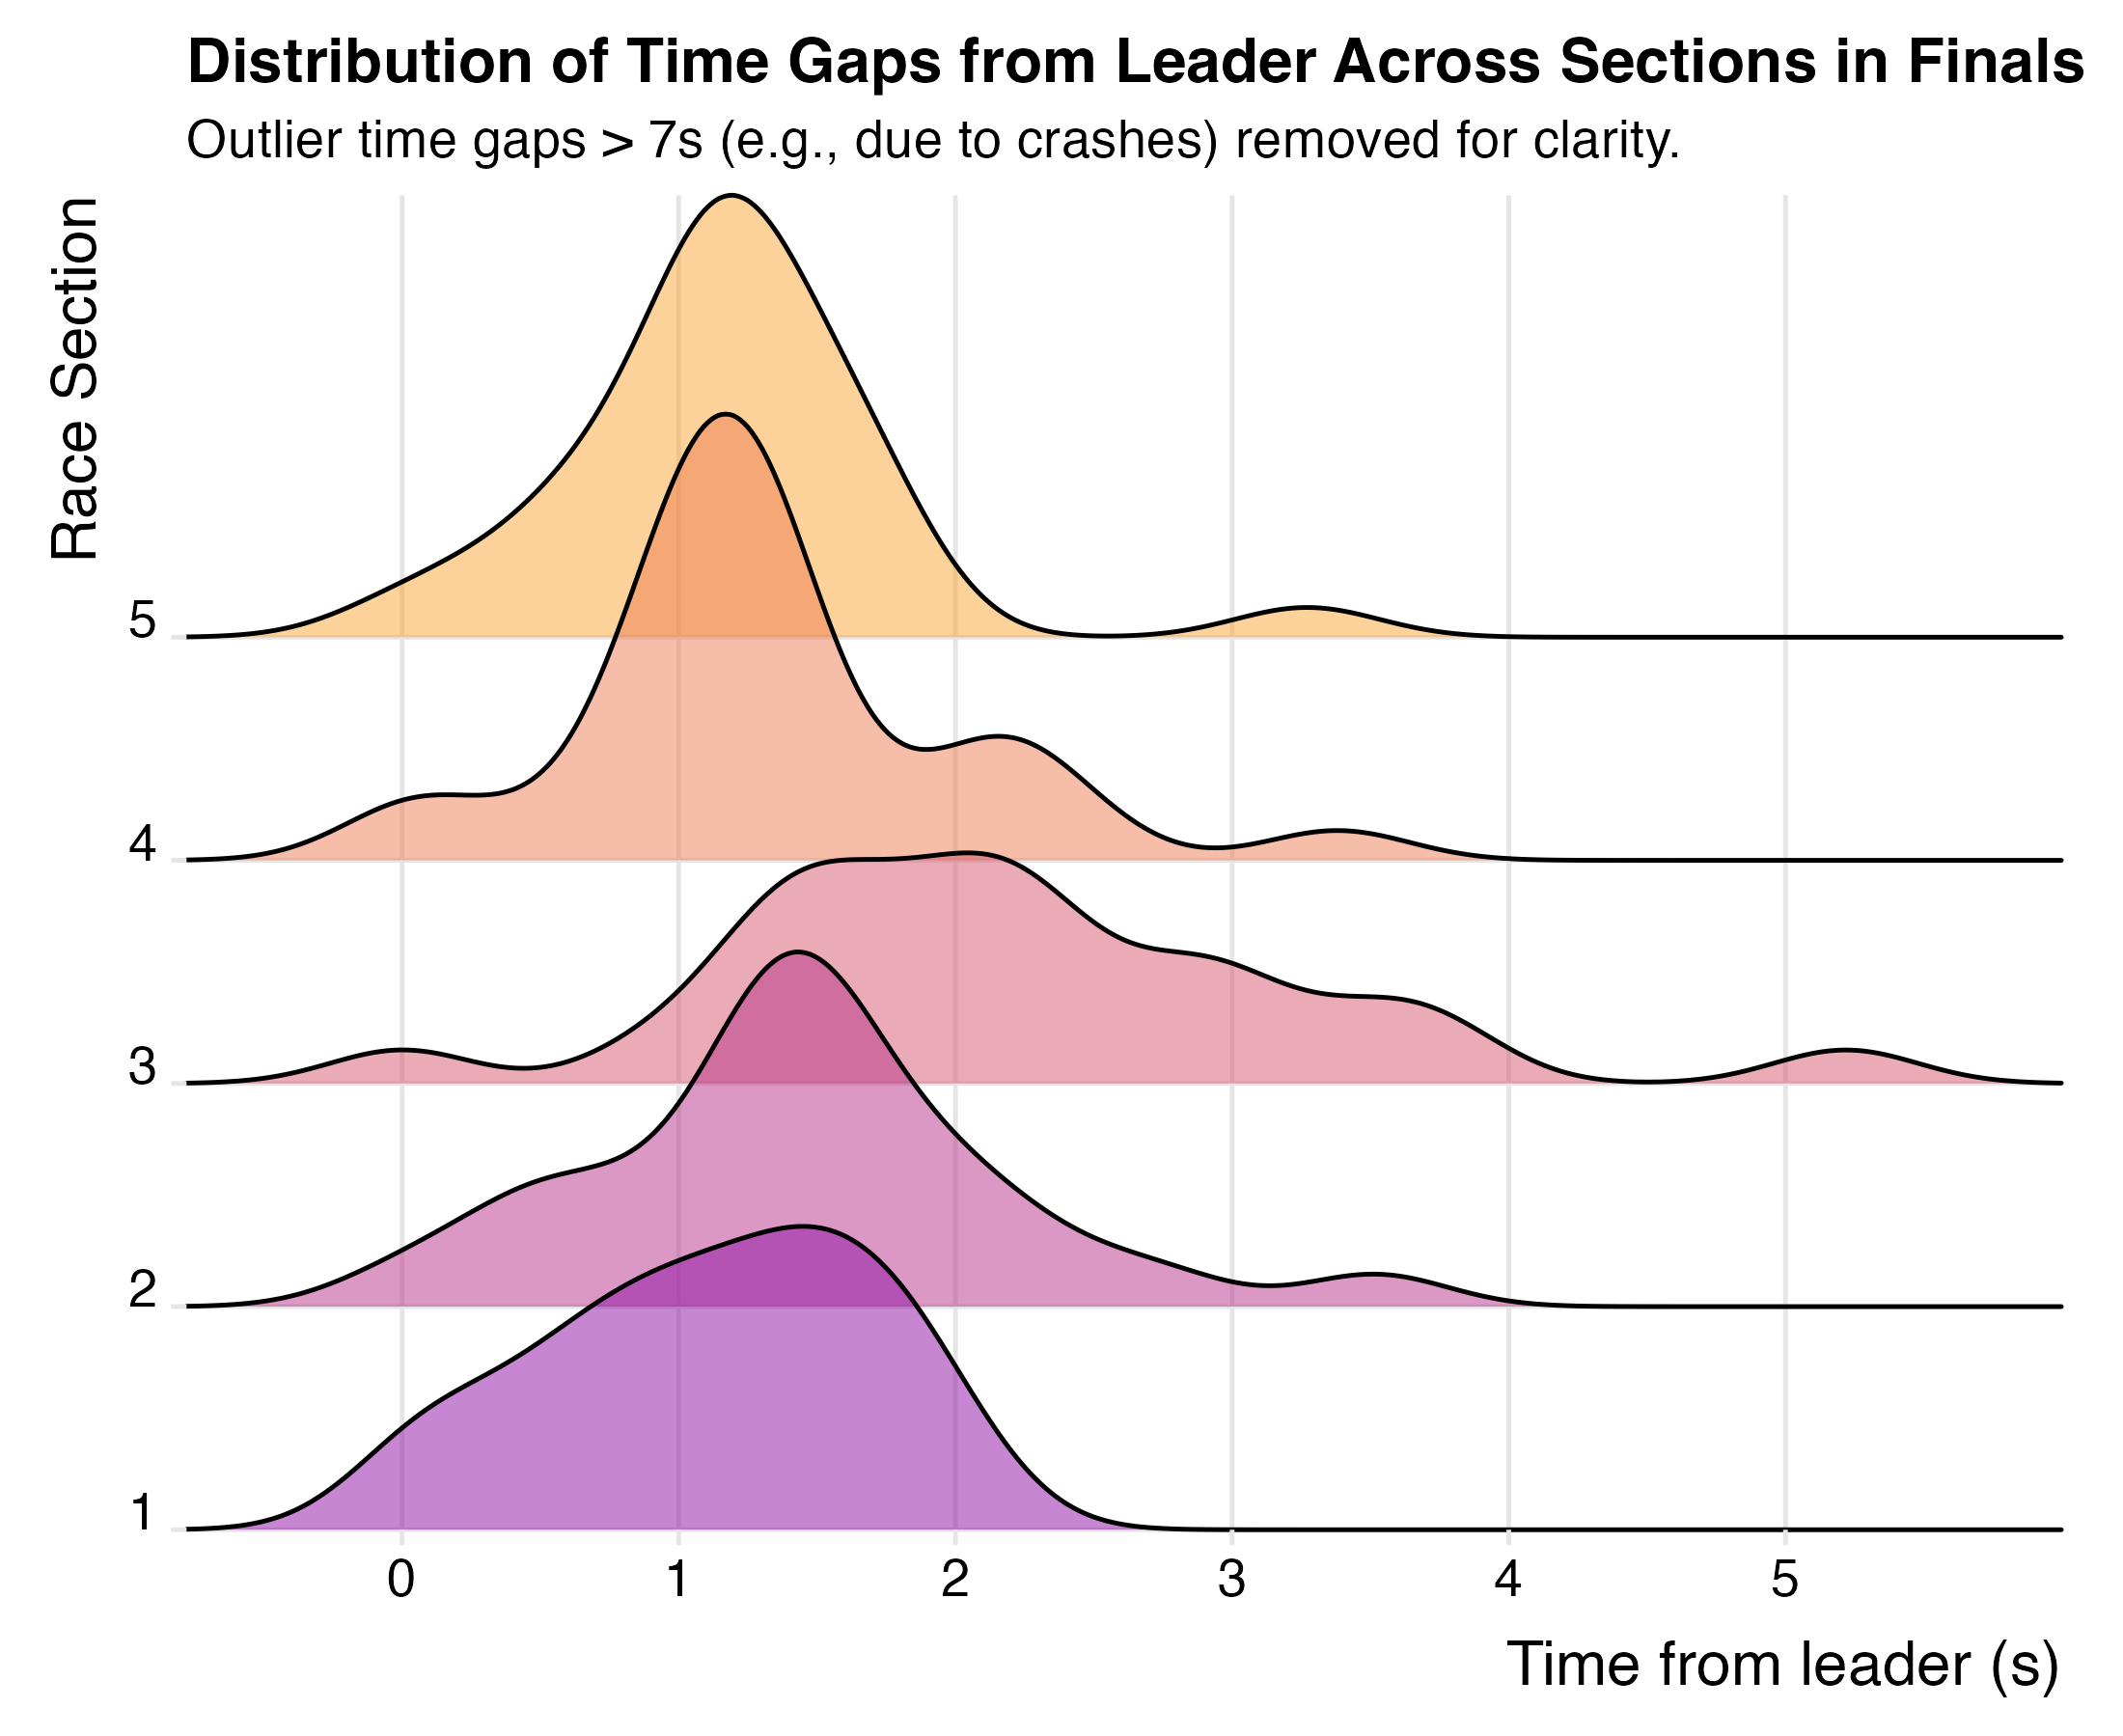 Distribution of Time Gaps from Leader Across Sections in Finals
Outlier time gaps > 7s (e.g., due to crashes) removed for clarity.
Race Section
5
4
3
2
1
0 1 2 3 4 5
Time from leader (s)